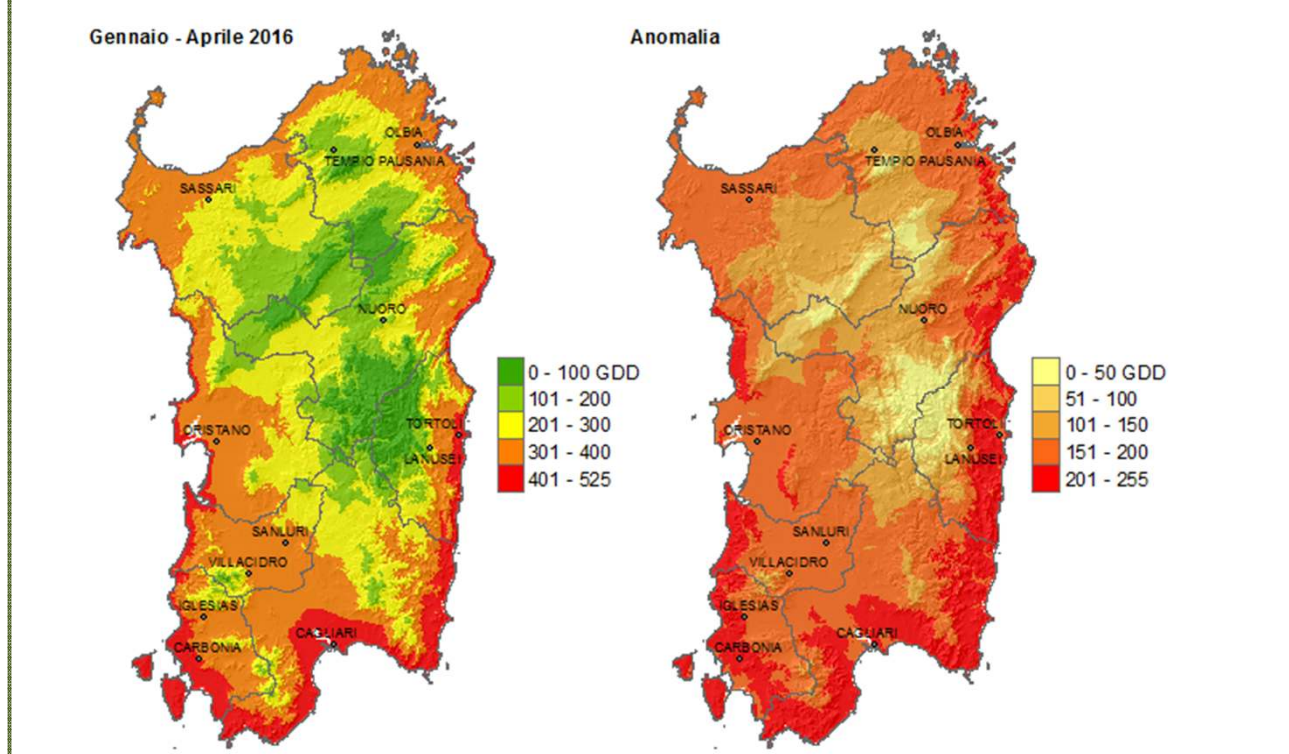 Gennaio - Aprile 2016
OLBIA
TEMPIO PAUSANIA
SASSARI
NUORO
ORISTANO
TORTOLI
LANUSEI
SANLURI
VILLACIDRO
IGLESIAS
CAGLIARI
CARBONIA
0 - 100 GDD
101 - 200
201 - 300
301 - 400
401 - 525
Anomalia
OLBIA
TEMPIO PAUSANIA
SASSARI
NUORO
ORISTANO
TORTOLI
LANUSEI
SANLURI
VILLACIDRO
IGLESIAS
CAGLIARI
CARBONIA
0 - 50 GDD
51 - 100
101 - 150
151 - 200
201 - 255